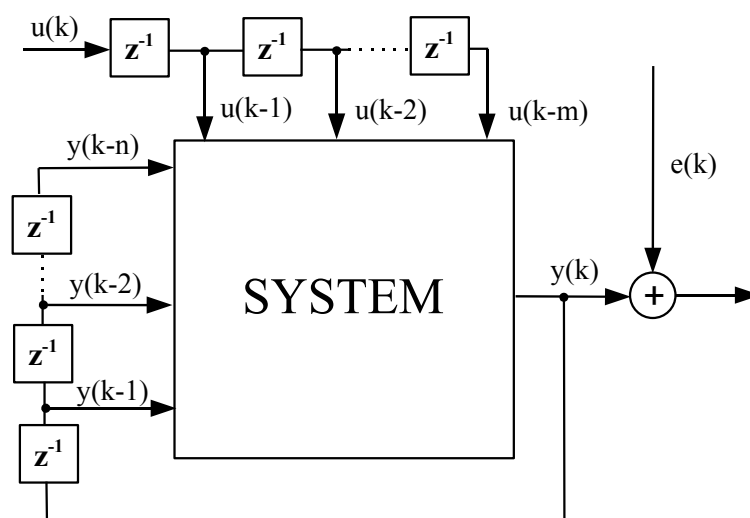 u(k)
z⁻¹
z⁻¹
z⁻¹
u(k-1)
u(k-2)
u(k-m)
y(k-n)
e(k)
z⁻¹
y(k-2)
SYSTEM
y(k)
+
z⁻¹
y(k-1)
z⁻¹